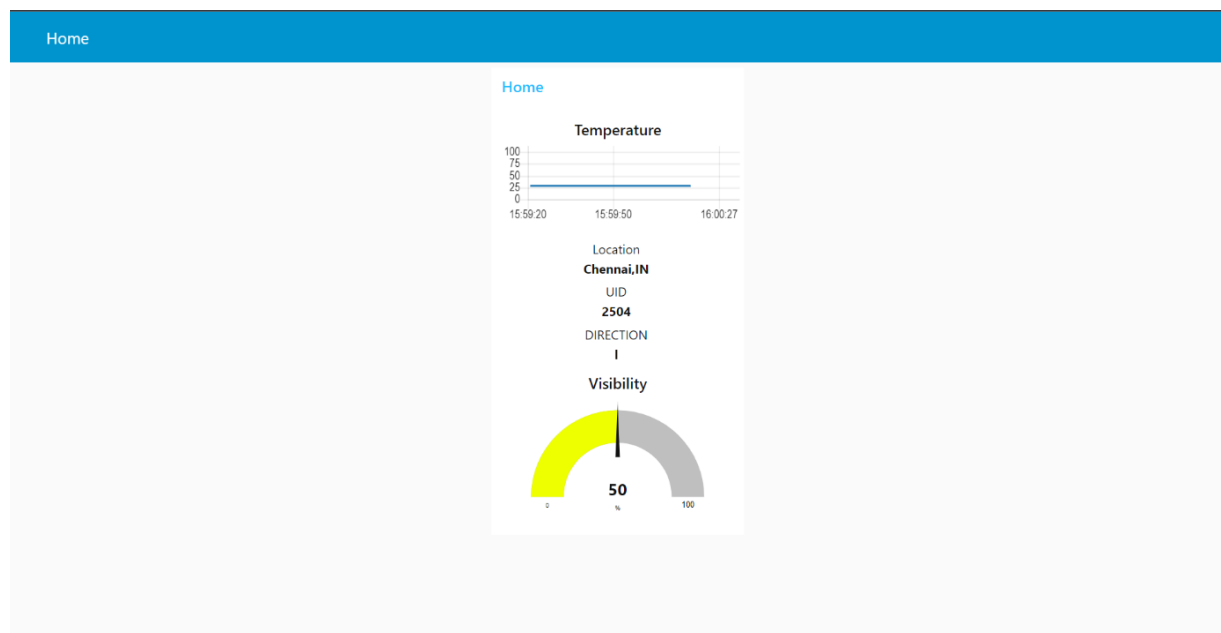 Home
Home
Temperature
100
75
50
25
0
15:59:20 15:59:50 16:00:27
Location
Chennai,IN
UID
2504
DIRECTION
I
Visibility
50
0 % 100